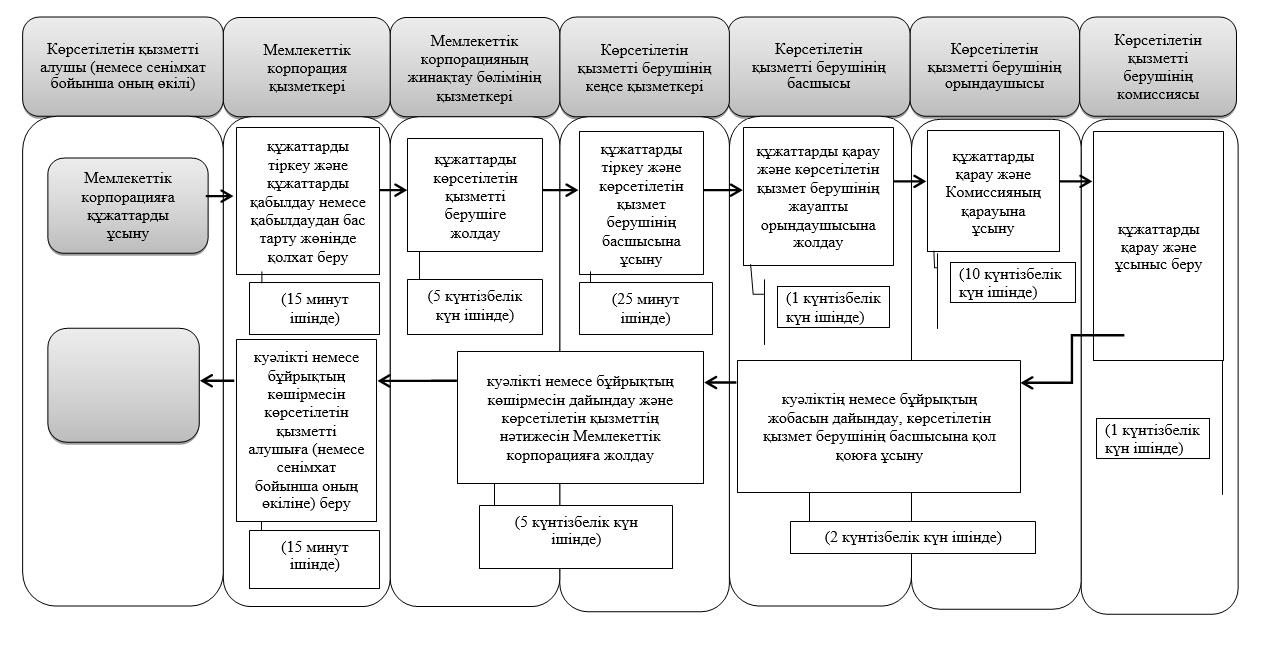 Көрсетілетін қызметті
алушы (немесе сенімхат
бойынша оның өкілі)
Мемлекеттік
корпорация
қызметкері
Мемлекеттік
корпорацияның
жинақтау бөлімінің
қызметкері
Көрсетілетін
қызметті берушінің
кеңсе қызметкері
Көрсетілетін
қызметті берушінің
басшысы
Көрсетілетін
қызметті берушінің
орындаушысы
Көрсетілетін
қызметті
берушінің
комиссиясы
Мемлекеттік
корпорацияға
құжаттарды
ұсыну
құжаттарды
тіркеу және
құжаттарды
қабылдау немесе
қабылдаудан бас
тарту жөнінде
қолхат беру
(15 минут
ішінде)
құжаттарды
көрсетілетін
қызметті
берушіге
жолдау
(5 күнтізбелік
күн ішінде)
құжаттарды
тіркеу және
көрсетілетін
қызмет
берушінің
басшысына
ұсыну
(25 минут
ішінде)
құжаттарды қарау
және көрсетілетін
қызмет берушінің
жауапты
орындаушысына
жолдау
(1 күнтізбелік
күн ішінде)
құжаттарды
қарау және
Комиссияның
қарауына
ұсыну
(10 күнтізбелік
күн ішінде)
құжаттарды
қарау және
ұсыныс беру
(1 күнтізбелік
күн ішінде)
куәліктің немесе бұйрықтың
жобасын дайындау, көрсетілетін
қызмет берушінің басшысына қол
қоюға ұсыну
(2 күнтізбелік күн ішінде)
куәлікті немесе бұйрықтың
көшірмесін дайындау және
көрсетілетін қызметтің
нәтижесін Мемлекеттік
корпорацияға жолдау
(5 күнтізбелік күн
ішінде)
куәлікті немесе
бұйрықтың
көшірмесін
көрсетілетін
қызметті
алушыға (немесе
сенімхат
бойынша оның
өкіліне) беру
(15 минут
ішінде)